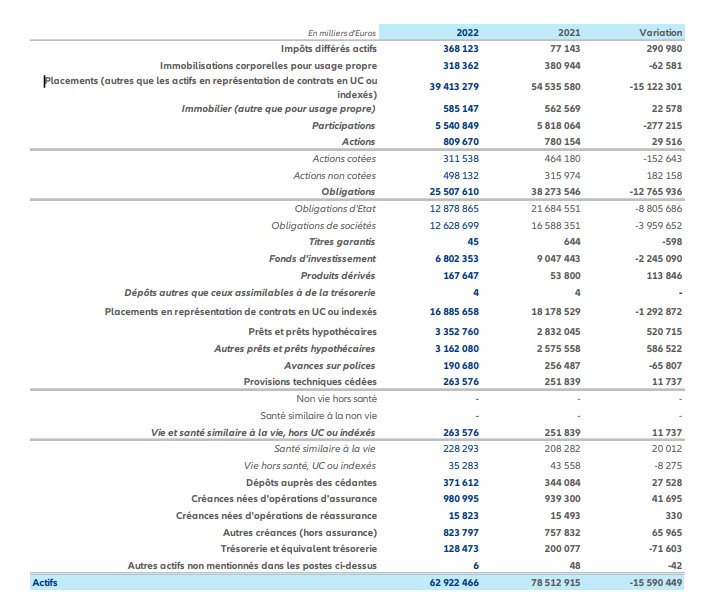 En milliers d'Euros 2022 2021 Variation
Impôts différés actifs 368 123 77 143 290 980
Immobilisations corporelles pour usage propre 318 362 380 944 -62 581
Placements (autres que les actifs en représentation de contrats en UC ou
indexés) 39 413 279 54 535 580 -15 122 301
Immobilier (autre que pour usage propre) 585 147 562 569 22 578
Participations 5 540 849 5 818 064 -277 215
Actions 809 670 780 154 29 516
Actions cotées 311 538 464 180 -152 643
Actions non cotées 498 132 315 974 182 158
Obligations 25 507 610 38 273 546 -12 765 936
Obligations d'Etat 12 878 865 21 684 551 -8 805 686
Obligations de sociétés 12 628 699 16 588 351 -3 959 652
Titres garantis 45 644 -598
Fonds d'investissement 6 802 353 9 047 443 -2 245 090
Produits dérivés 167 647 53 800 113 846
Dépôts autres que ceux assimilables à de la trésorerie 4 4 -
Placements en représentation de contrats en UC ou indexés 16 885 658 18 178 529 -1 292 872
Prêts et prêts hypothécaires 3 352 760 2 832 045 520 715
Autres prêts et prêts hypothécaires 3 162 080 2 575 558 586 522
Avances sur polices 190 680 256 487 -65 807
Provisions techniques cédées 263 576 251 839 11 737
Non vie hors santé - - -
Santé similaire à la non vie - - -
Vie et santé similaire à la vie, hors UC ou indéxés 263 576 251 839 11 737
Santé similaire à la vie 228 293 208 282 20 012
Vie hors santé, UC ou indexés 35 283 43 558 -8 275
Dépôts auprès des cédantes 371 612 344 084 27 528
Créances nées d'opérations d'assurance 980 995 939 300 41 695
Créances nées d'opérations de réassurance 15 823 15 493 330
Autres créances (hors assurance) 823 797 757 832 65 965
Trésorerie et équivalent trésorerie 128 473 200 077 -71 603
Autres actifs non mentionnés dans les postes ci-dessus 6 48 -42
Actifs 62 922 466 78 512 915 -15 590 449